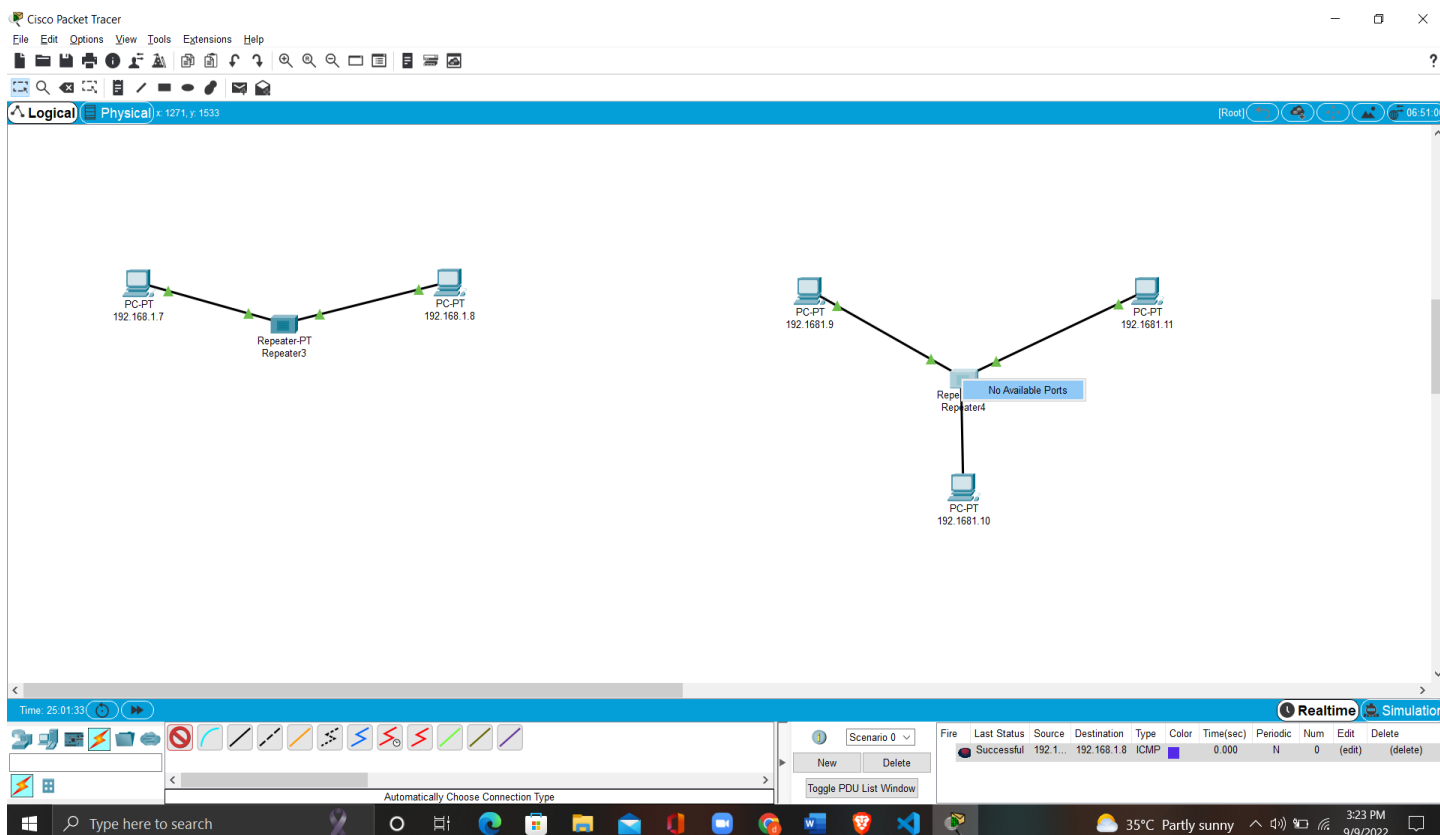 Cisco Packet Tracer
File Edit Options View Tools Extensions Help
?
Logical Physical x: 1271, y: 1533 [Root] 06:51:0
PC-PT
192.168.1.7
PC-PT
192.168.1.8
Repeater-PT
Repeater3
PC-PT
192.1681.9
PC-PT
192.1681.11
No Available Ports
Repe
Repeater4
PC-PT
192.1681.10
Time: 25:01:33 Realtime Simulation
Scenario 0
New Delete
Toggle PDU List Window
Fire Last Status Source Destination Type Color Time(sec) Periodic Num Edit Delete
Successful 192.1... 192.168.1.8 ICMP 0.000 N 0 (edit) (delete)
Automatically Choose Connection Type
Type here to search
35°C Partly sunny
3:23 PM
9/9/2022